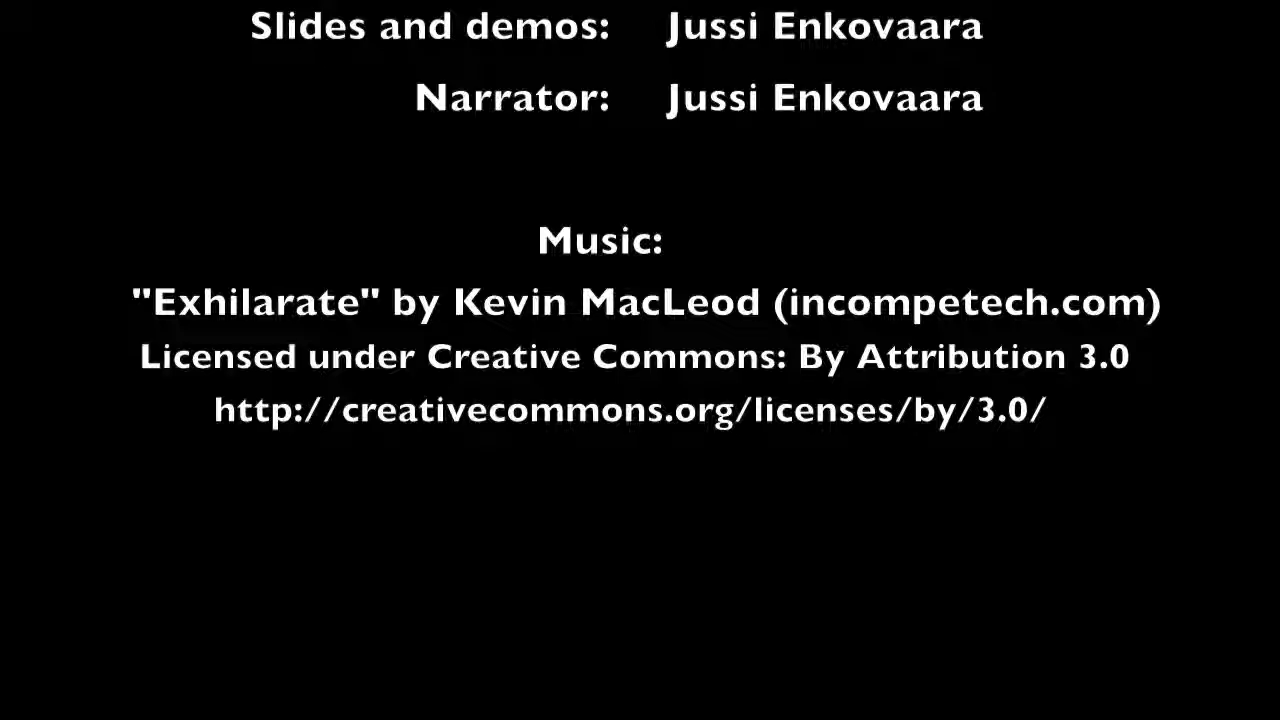 Slides and demos: Jussi Enkovaara
Narrator: Jussi Enkovaara
Music:
"Exhilarate" by Kevin MacLeod (incompetech.com)
Licensed under Creative Commons: By Attribution 3.0
http://creativecommons.org/licenses/by/3.0/